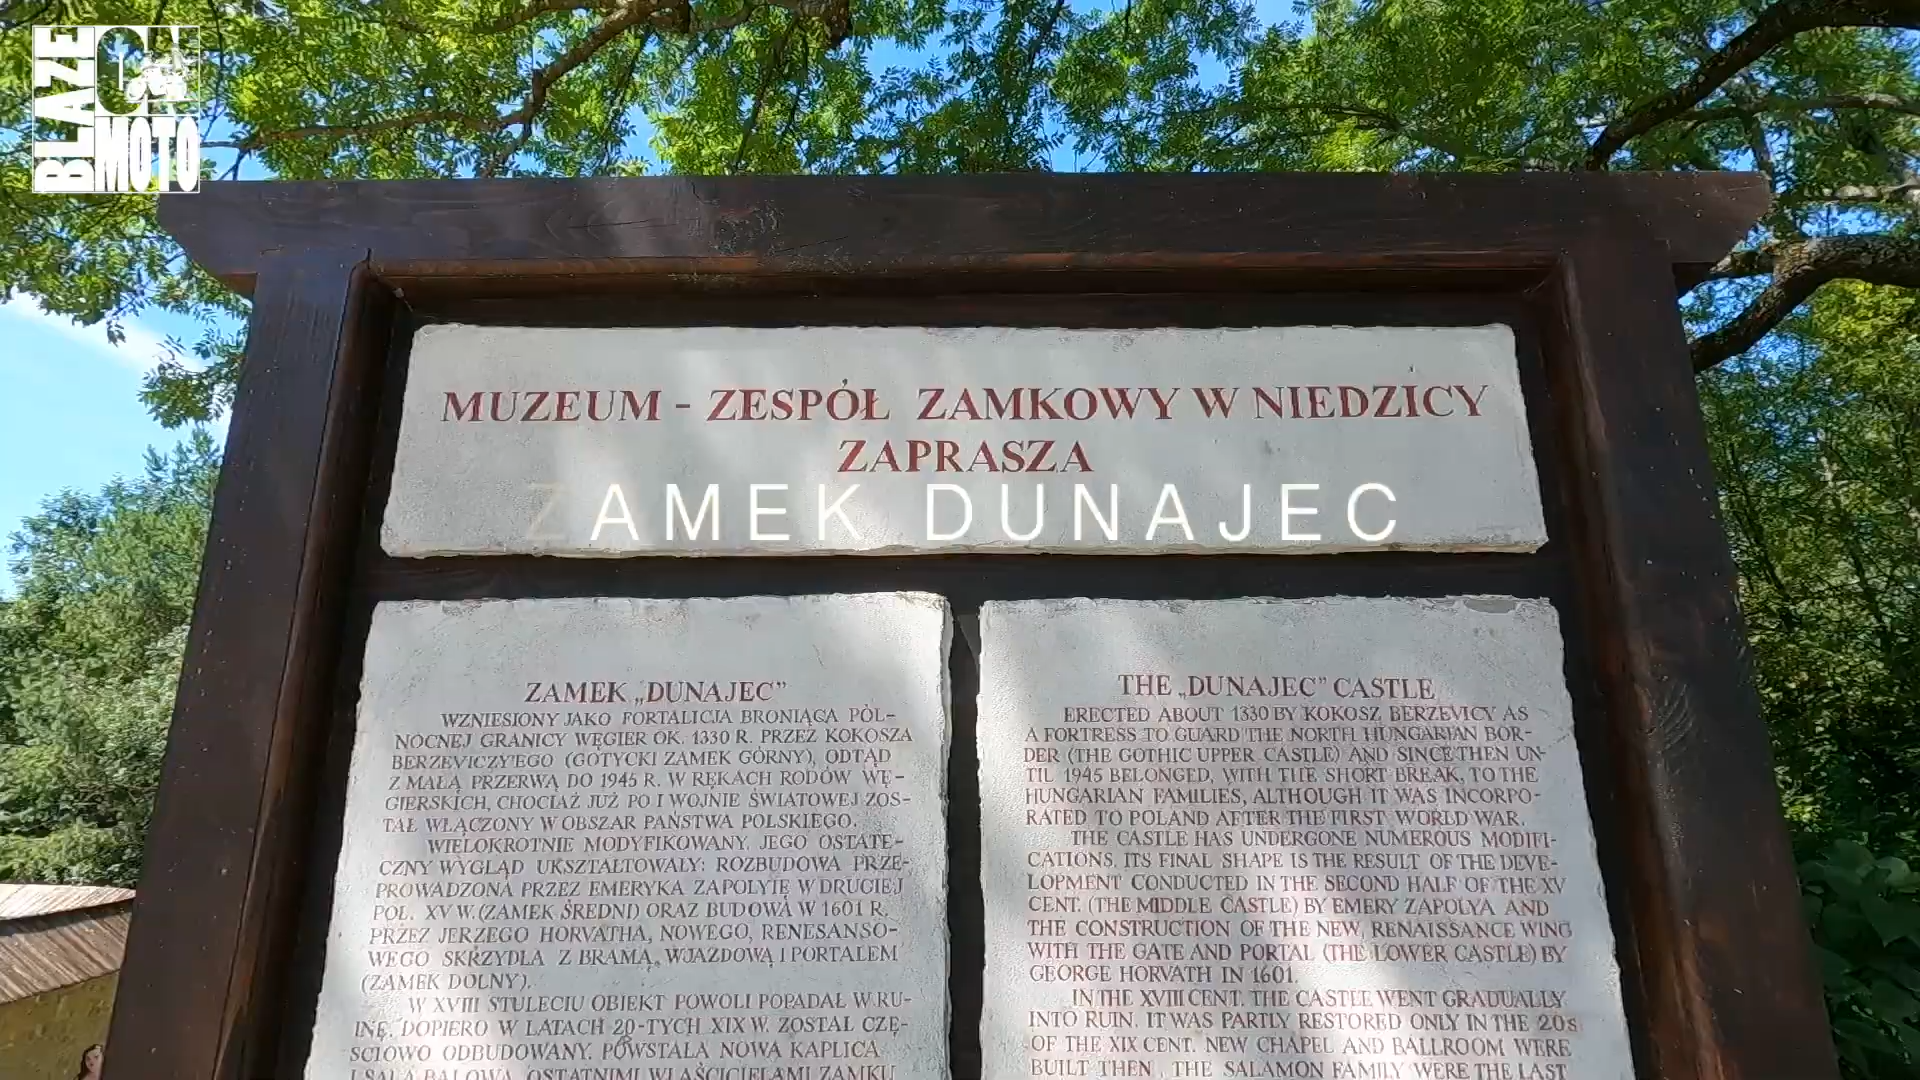 BLAZE
MOTO
MUZEUM - ZESPÓŁ ZAMKOWY W NIEDZICY
ZAPRASZA
ZAMEK DUNAJEC
ZAMEK „DUNAJEC”
WZNIESIONY JAKO FORTALICJA BRONIĄCA PÓŁ-
NOCNEJ GRANICY WĘGIER OK. 1330 R. PRZEZ KOKOSZA
BERZEVICZY'EGO (GOTYCKI ZAMEK GÓRNY), ODTĄD
Z MAŁĄ PRZERWĄ DO 1945 R. W RĘKACH RODÓW WĘ-
GIERSKICH, CHOCIAŻ JUŻ PO I WOJNIE ŚWIATOWEJ ZOS-
TAŁ WŁĄCZONY W OBSZAR PAŃSTWA POLSKIEGO.
WIELOKROTNIE MODYFIKOWANY. JEGO OSTATE-
CZNY WYGLĄD UKSZTAŁTOWAŁY: ROZBUDOWA PRZE-
PROWADZONA PRZEZ EMERYKA ZAPOLYIĘ W DRUGIEJ
POŁ. XV W. (ZAMEK ŚREDNI) ORAZ BUDOWA W 1601 R.
PRZEZ JERZEGO HORVATHA, NOWEGO, RENESANSO-
WEGO SKRZYDŁA Z BRAMĄ WJAZDOWĄ I PORTALEM
(ZAMEK DOLNY).
W XVIII STULECIU OBIEKT POWOLI POPADAŁ W RU-
INĘ. DOPIERO W LATACH 20-TYCH XIX W. ZOSTAŁ CZĘ-
ŚCIOWO ODBUDOWANY. POWSTAŁA NOWA KAPLICA
I SALA BALOWA. OSTATNIMI WŁAŚCICIELAMI ZAMKU
THE „DUNAJEC” CASTLE
ERECTED ABOUT 1330 BY KOKOSZ BERZEVICY AS
A FORTRESS TO GUARD THE NORTH HUNGARIAN BOR-
DER (THE GOTHIC UPPER CASTLE) AND SINCE THEN UN-
TIL 1945 BELONGED, WITH THE SHORT BREAK, TO THE
HUNGARIAN FAMILIES, ALTHOUGH IT WAS INCORPO-
RATED TO POLAND AFTER THE FIRST WORLD WAR.
THE CASTLE HAS UNDERGONE NUMEROUS MODIFI-
CATIONS. ITS FINAL SHAPE IS THE RESULT OF THE DEVE-
LOPMENT CONDUCTED IN THE SECOND HALF OF THE XV
CENT. (THE MIDDLE CASTLE) BY EMERY ZAPOLYA AND
THE CONSTRUCTION OF THE NEW, RENAISSANCE WING
WITH THE GATE AND PORTAL (THE LOWER CASTLE) BY
GEORGE HORVATH IN 1601.
IN THE XVIII CENT. THE CASTLE WENT GRADUALLY
INTO RUIN. IT WAS PARTLY RESTORED ONLY IN THE 20s
OF THE XIX CENT. NEW CHAPEL AND BALLROOM WERE
BUILT THEN. THE SALAMON FAMILY WERE THE LAST